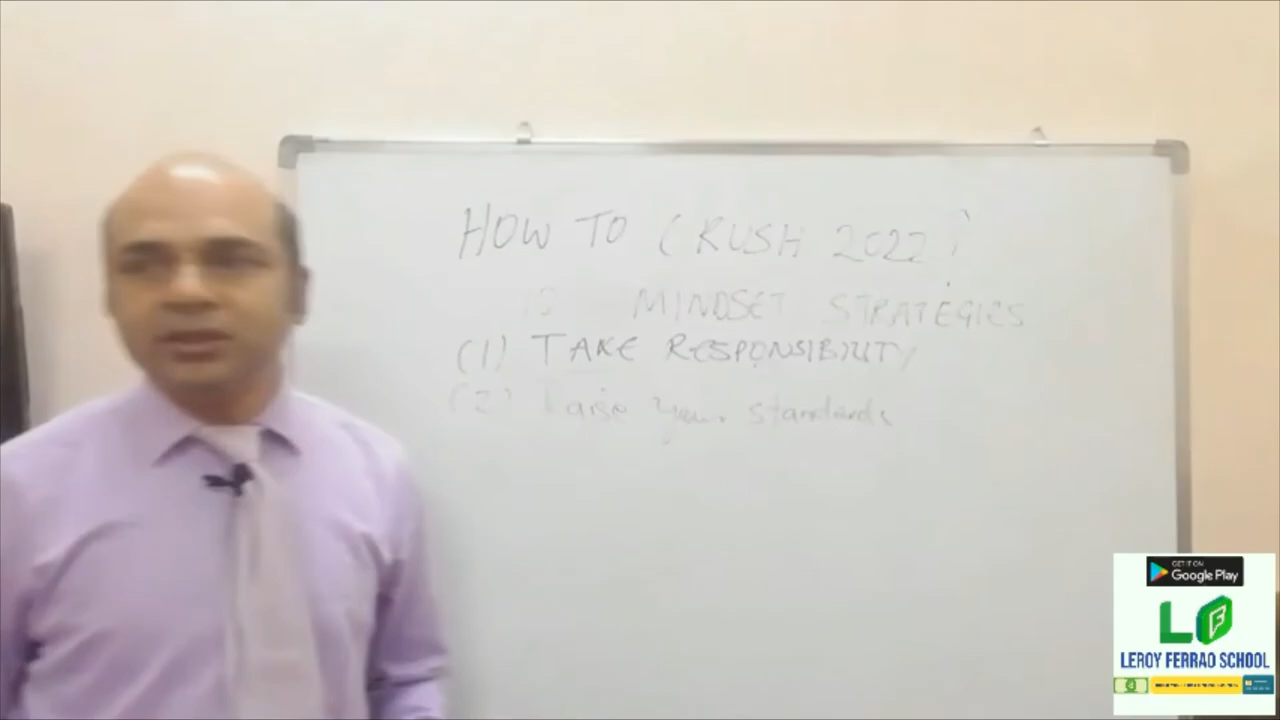 HOW TO CRUSH 2022?
MINDSET STRATEGIES
(1) TAKE RESPONSIBILITY
(2) Raise your standards
GET IT ON
Google Play
LF
LEROY FERRAO SCHOOL